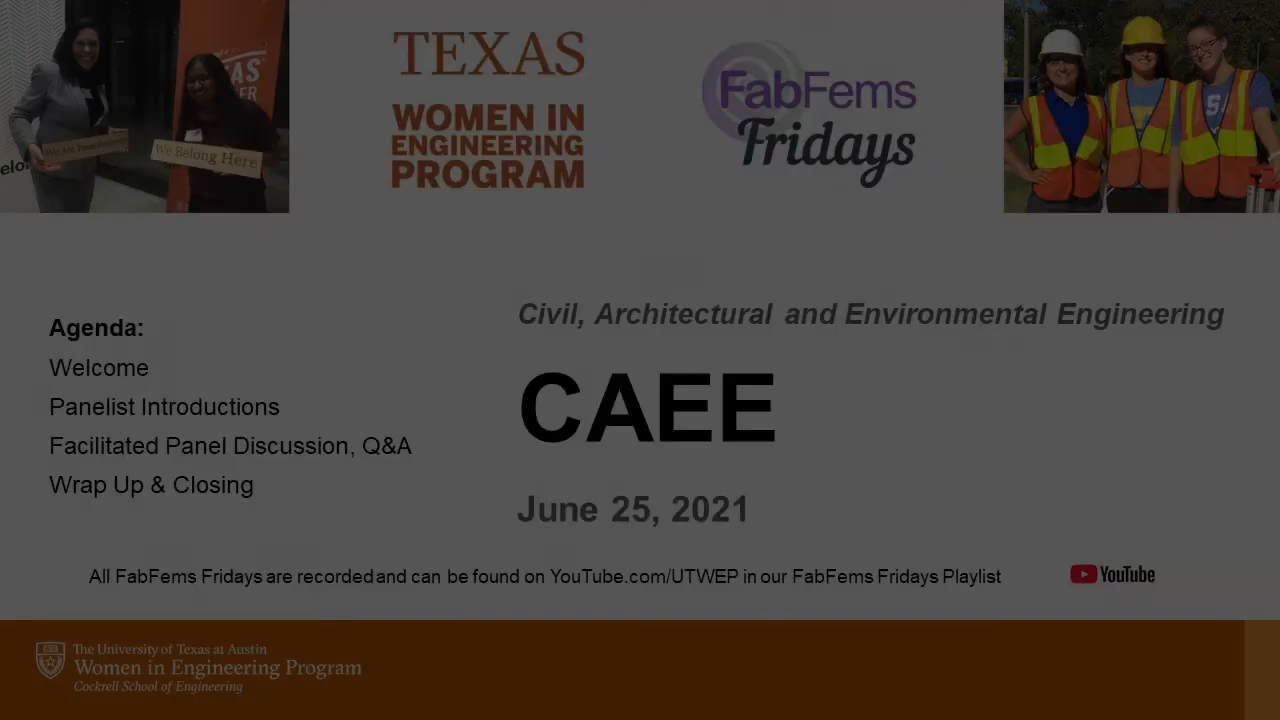 TEXAS
WOMEN IN
ENGINEERING
PROGRAM
FabFems
Fridays
We Belong Here
Civil, Architectural and Environmental Engineering
Agenda:
Welcome
Panelist Introductions
Facilitated Panel Discussion, Q&A
Wrap Up & Closing
CAEE
June 25, 2021
All FabFems Fridays are recorded and can be found on YouTube.com/UTWEP in our FabFems Fridays Playlist
YouTube
The University of Texas at Austin
Women in Engineering Program
Cockrell School of Engineering